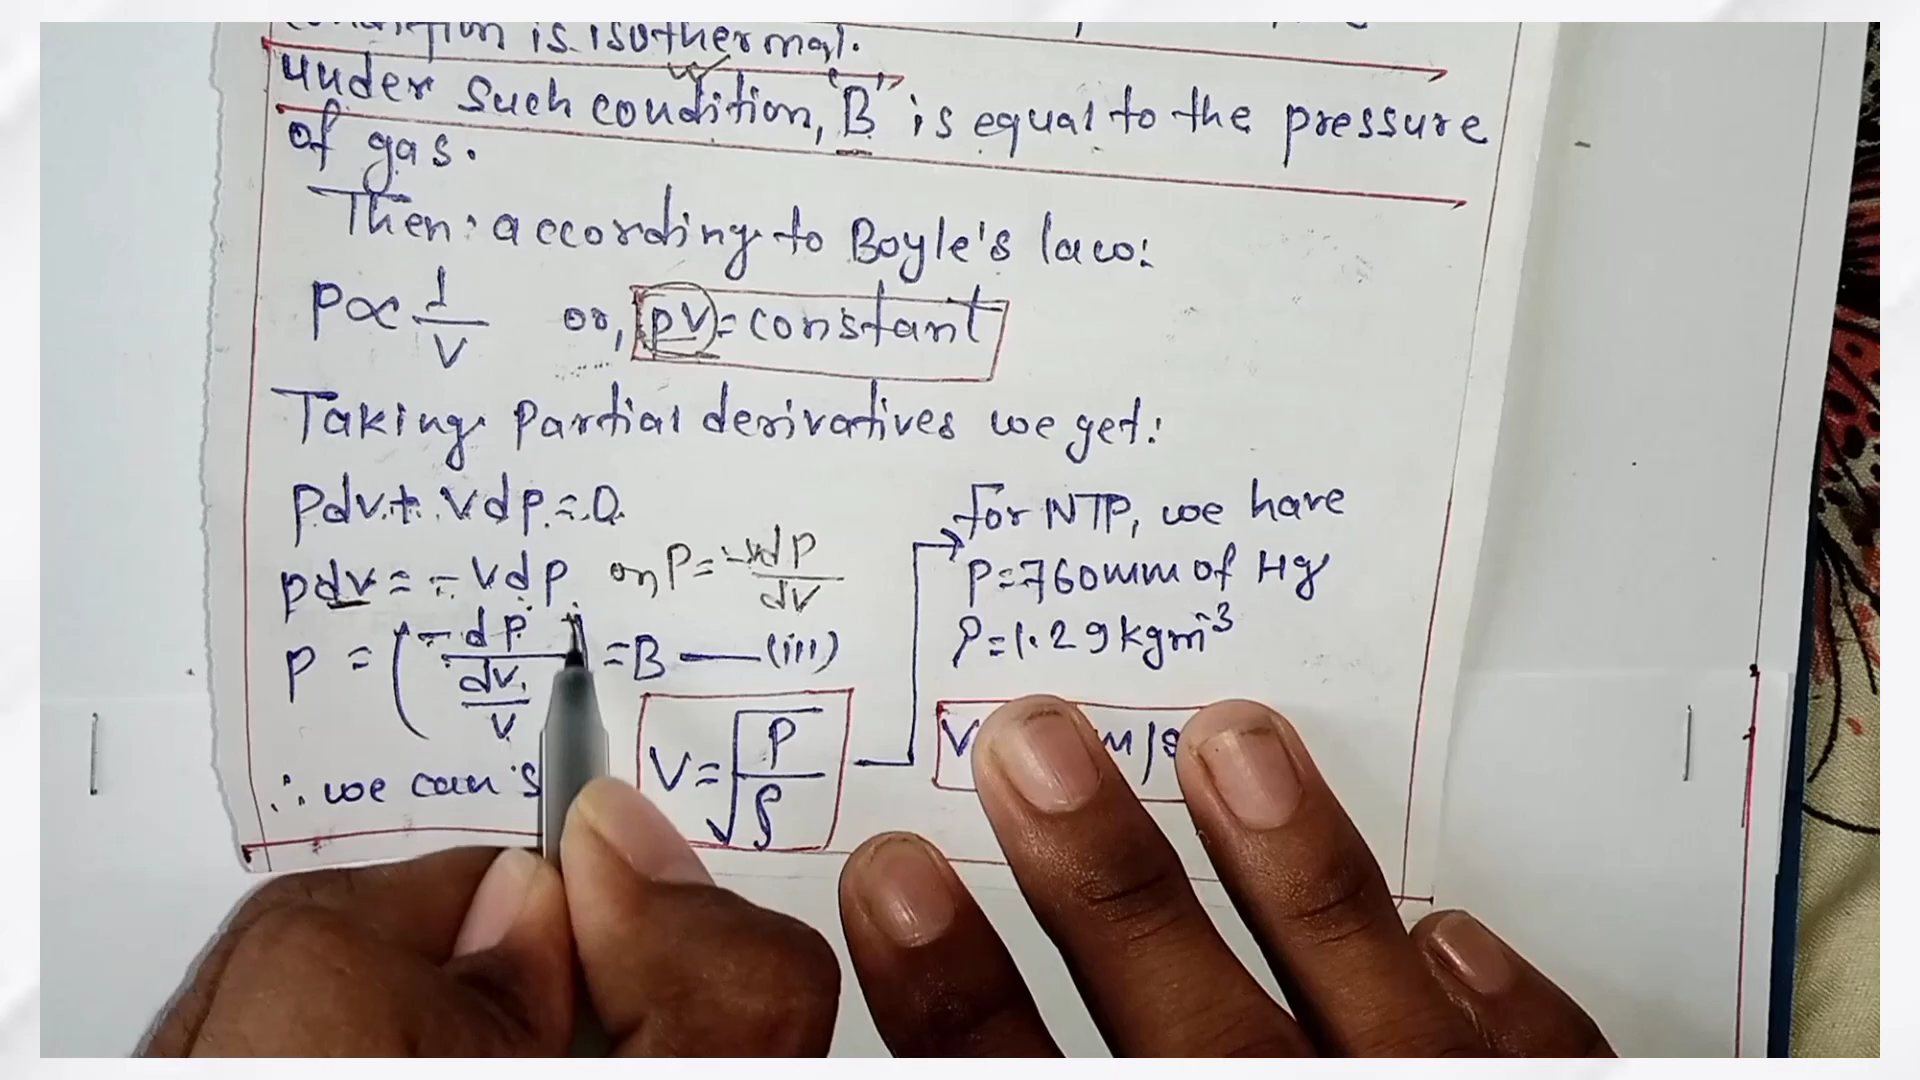 condition is isothermal.
under such condition, "B" is equal to the pressure
of gas.
Then: according to Boyle's law:
P∝ 1/V or, PV = constant
Taking Partial derivatives we get:
Pdv + Vdp = 0
Pdv = - Vdp or P = -vdp/dv
P = ( - dp / dv/V = B — (iii)
∴ we can
V = √P/ρ
For NTP, we have
P = 760mm of Hg
ρ = 1.29 kgm⁻³
V m/s